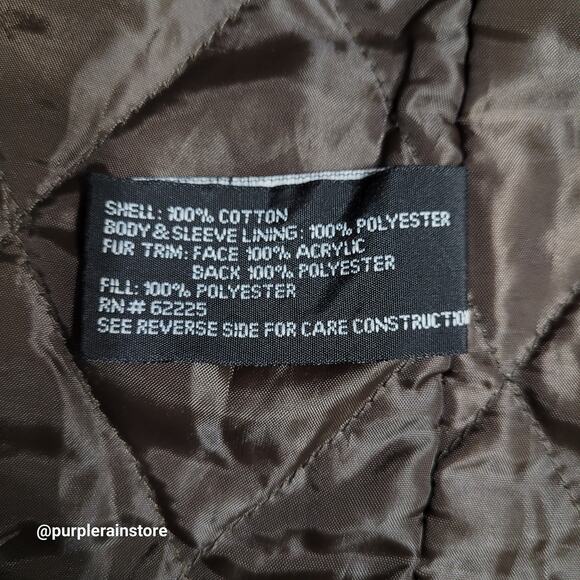 SHELL: 100% COTTON
BODY & SLEEVE LINING: 100% POLYESTER
FUR TRIM: FACE 100% ACRYLIC
BACK 100% POLYESTER
FILL: 100% POLYESTER
RN# 62225
SEE REVERSE SIDE FOR CARE CONSTRUCTION
@purplerainstore